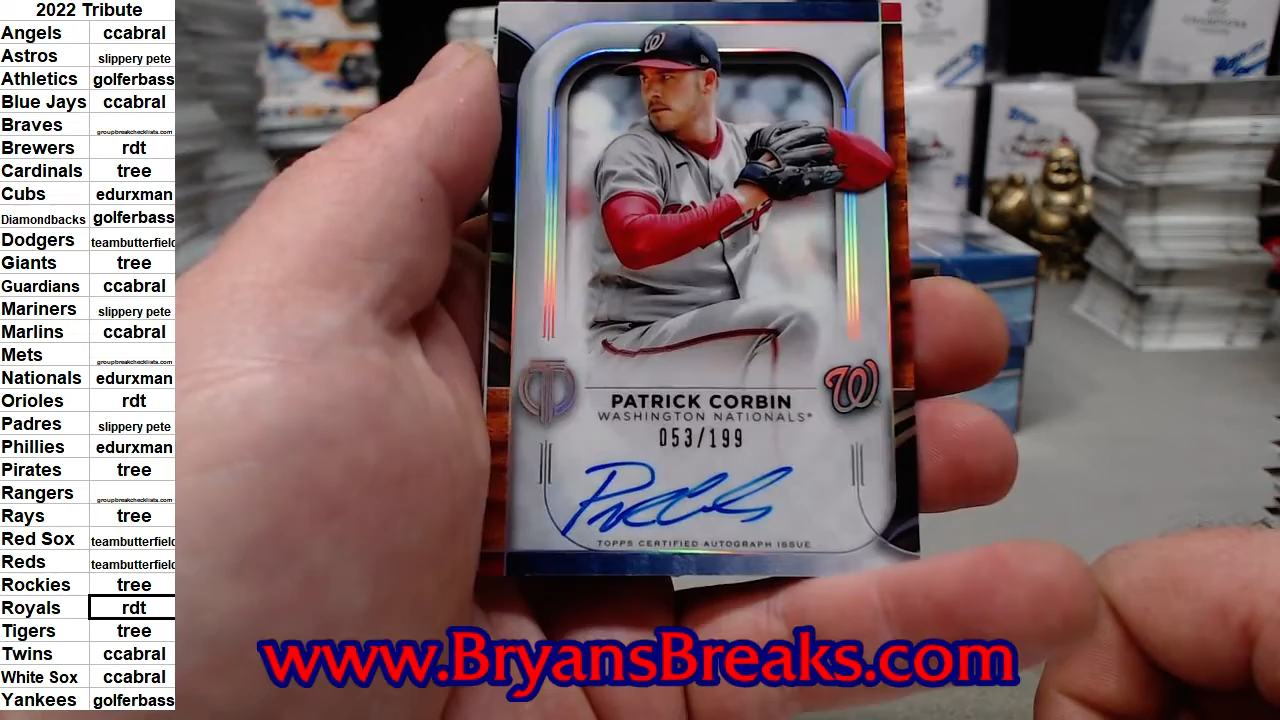 2022 Tribute
Angels ccabral
Astros slippery pete
Athletics golferbass
Blue Jays ccabral
Braves groupbreakchecklists.com
Brewers rdt
Cardinals tree
Cubs edurxman
Diamondbacks golferbass
Dodgers teambutterfield
Giants tree
Guardians ccabral
Mariners slippery pete
Marlins ccabral
Mets groupbreakchecklists.com
Nationals edurxman
Orioles rdt
Padres slippery pete
Phillies edurxman
Pirates tree
Rangers groupbreakchecklists.com
Rays tree
Red Sox teambutterfield
Reds teambutterfield
Rockies tree
Royals rdt
Tigers tree
Twins ccabral
White Sox ccabral
Yankees golferbass
W
PATRICK CORBIN
WASHINGTON NATIONALS®
W
053/199
TOPPS CERTIFIED AUTOGRAPH ISSUE
www.BryansBreaks.com